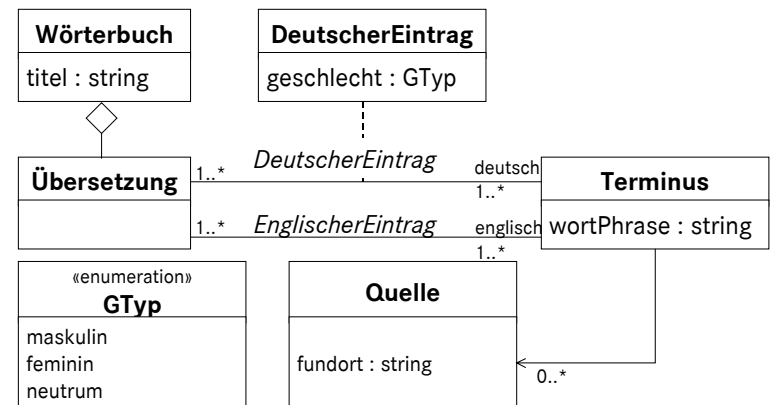 Wörterbuch
titel : string
DeutscherEintrag
geschlecht : GTyp
Übersetzung
1..* DeutscherEintrag deutsch
1..*
1..* EnglischerEintrag englisch
1..*
Terminus
wortPhrase : string
«enumeration»
GTyp
maskulin
feminin
neutrum
Quelle
fundort : string
0..*